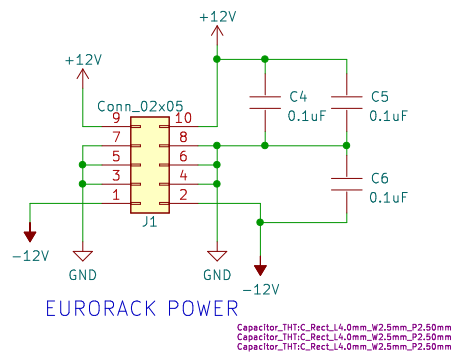 +12V
+12V
Conn_02x05
9 10
7 8
5 6
3 4
1 2
J1
C4
0.1uF
C5
0.1uF
C6
0.1uF
-12V
GND
GND
-12V
EURORACK POWER
Capacitor_THT:C_Rect_L4.0mm_W2.5mm_P2.50mm
Capacitor_THT:C_Rect_L4.0mm_W2.5mm_P2.50mm
Capacitor_THT:C_Rect_L4.0mm_W2.5mm_P2.50mm